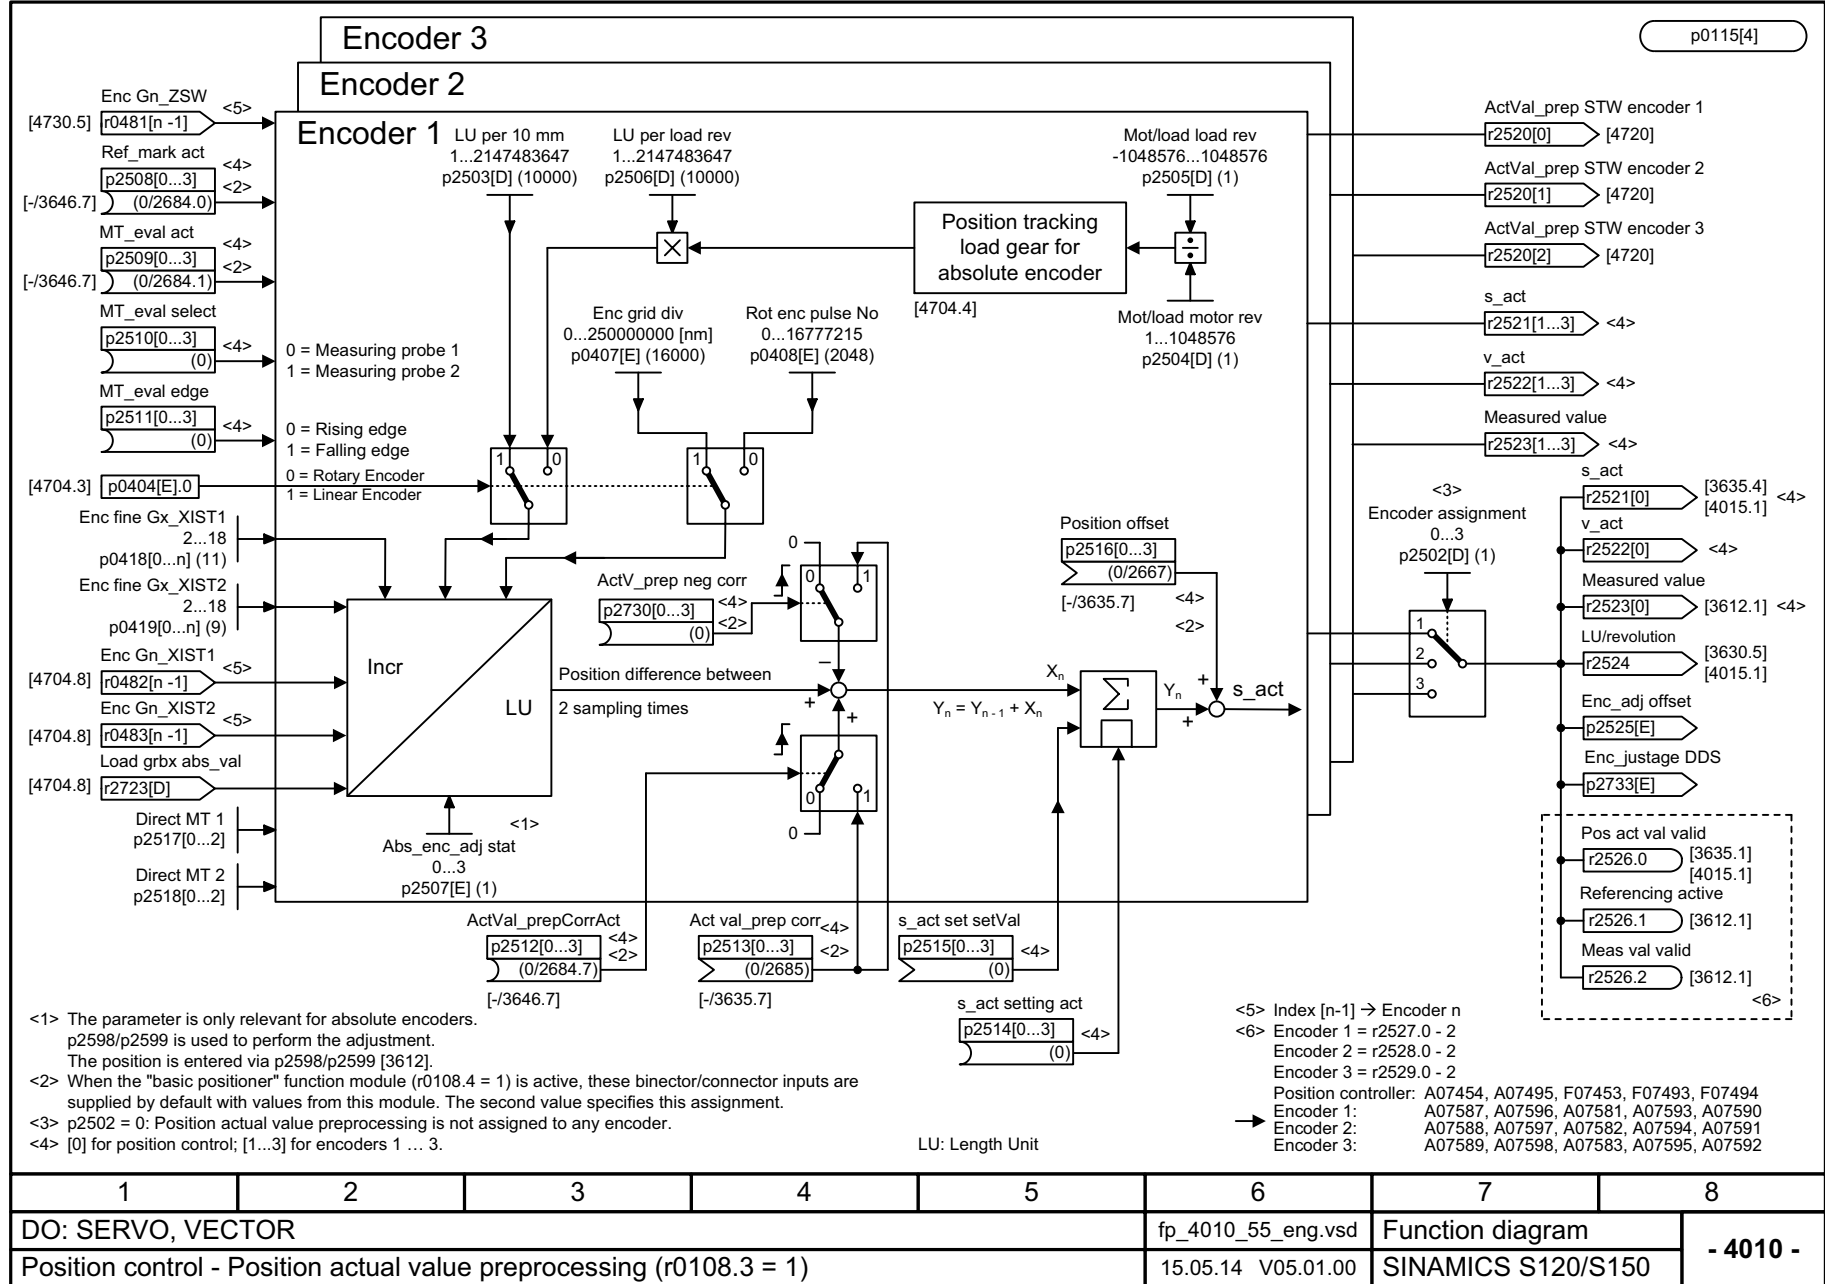 Encoder 3
p0115[4]
Encoder 2
Encoder 1
Enc Gn_ZSW
<5>
[4730.5] r0481[n -1]
Ref_mark act
<4>
p2508[0...3]
<2>
[-/3646.7] (0/2684.0)
MT_eval act
<4>
p2509[0...3]
<2>
[-/3646.7] (0/2684.1)
MT_eval select
p2510[0...3]
<4>
(0)
0 = Measuring probe 1
1 = Measuring probe 2
MT_eval edge
p2511[0...3]
<4>
(0)
0 = Rising edge
1 = Falling edge
[4704.3] p0404[E].0
0 = Rotary Encoder
1 = Linear Encoder
Enc fine Gx_XIST1
2...18
p0418[0...n] (11)
Enc fine Gx_XIST2
2...18
p0419[0...n] (9)
Enc Gn_XIST1
<5>
[4704.8] r0482[n -1]
Enc Gn_XIST2
<5>
[4704.8] r0483[n -1]
Load grbx abs_val
[4704.8] r2723[D]
Direct MT 1
p2517[0...2]
Direct MT 2
p2518[0...2]
LU per 10 mm
1...2147483647
p2503[D] (10000)
LU per load rev
1...2147483647
p2506[D] (10000)
Position tracking
load gear for
absolute encoder
[4704.4]
Mot/load load rev
-1048576...1048576
p2505[D] (1)
Mot/load motor rev
1...1048576
p2504[D] (1)
Enc grid div
0...250000000 [nm]
p0407[E] (16000)
Rot enc pulse No
0...16777215
p0408[E] (2048)
1 0
1 0
Incr
LU
Abs_enc_adj stat
<1>
0...3
p2507[E] (1)
ActV_prep neg corr
p2730[0...3]
<4>
<2>
(0)
0
0 1
Position difference between
2 sampling times
−
+
+
0 1
0
Xn
Yn = Yn - 1 + Xn
Σ
Yn
+
+
s_act
Position offset
p2516[0...3]
(0/2667)
[-/3635.7]
<4>
<2>
ActVal_prepCorrAct
p2512[0...3]
<4>
<2>
(0/2684.7)
[-/3646.7]
Act val_prep corr
<4>
p2513[0...3]
<2>
(0/2685)
[-/3635.7]
s_act set setVal
p2515[0...3]
<4>
(0)
s_act setting act
p2514[0...3]
<4>
(0)
ActVal_prep STW encoder 1
r2520[0] [4720]
ActVal_prep STW encoder 2
r2520[1] [4720]
ActVal_prep STW encoder 3
r2520[2] [4720]
s_act
r2521[1...3] <4>
v_act
r2522[1...3] <4>
Measured value
r2523[1...3] <4>
<3>
Encoder assignment
0...3
p2502[D] (1)
1
2
3
s_act
r2521[0] [3635.4] <4>
[4015.1]
v_act
r2522[0] <4>
Measured value
r2523[0] [3612.1] <4>
LU/revolution
r2524 [3630.5]
[4015.1]
Enc_adj offset
p2525[E]
Enc_justage DDS
p2733[E]
Pos act val valid
r2526.0 [3635.1]
[4015.1]
Referencing active
r2526.1 [3612.1]
Meas val valid
r2526.2 [3612.1]
<6>
<1> The parameter is only relevant for absolute encoders.
p2598/p2599 is used to perform the adjustment.
The position is entered via p2598/p2599 [3612].
<2> When the "basic positioner" function module (r0108.4 = 1) is active, these binector/connector inputs are
supplied by default with values from this module. The second value specifies this assignment.
<3> p2502 = 0: Position actual value preprocessing is not assigned to any encoder.
<4> [0] for position control; [1...3] for encoders 1 … 3.
LU: Length Unit
<5> Index [n-1] → Encoder n
<6> Encoder 1 = r2527.0 - 2
Encoder 2 = r2528.0 - 2
Encoder 3 = r2529.0 - 2
Position controller: A07454, A07495, F07453, F07493, F07494
Encoder 1: A07587, A07596, A07581, A07593, A07590
Encoder 2: A07588, A07597, A07582, A07594, A07591
Encoder 3: A07589, A07598, A07583, A07595, A07592
1 2 3 4 5 6 7 8
DO: SERVO, VECTOR
fp_4010_55_eng.vsd
Function diagram
- 4010 -
Position control - Position actual value preprocessing (r0108.3 = 1)
15.05.14 V05.01.00
SINAMICS S120/S150